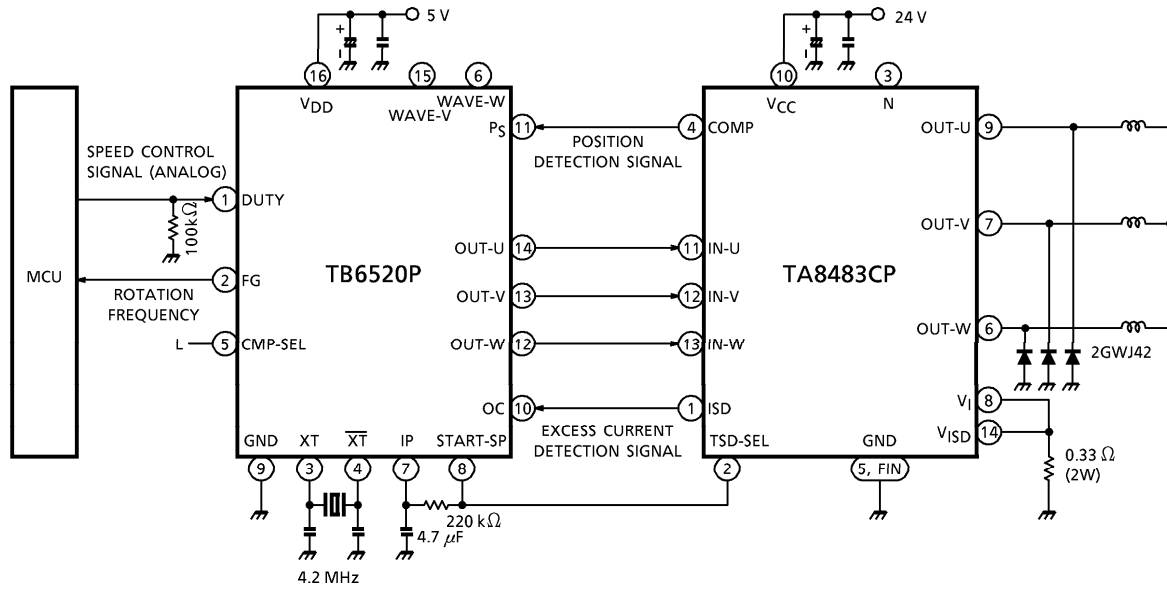 5 V
24 V
+
-
+
-
16
15
6
10
3
VDD
WAVE-V
WAVE-W
VCC
N
PS
11
4
COMP
OUT-U
9
POSITION
DETECTION SIGNAL
SPEED CONTROL
SIGNAL (ANALOG)
1
DUTY
100kΩ
OUT-V
7
OUT-U
14
11
IN-U
MCU
2
FG
TB6520P
TA8483CP
ROTATION
FREQUENCY
OUT-V
13
12
IN-V
OUT-W
6
L
5
CMP-SEL
OUT-W
12
13
IN-W
2GWJ42
VI
8
OC
10
1
ISD
EXCESS CURRENT
DETECTION SIGNAL
VISD
14
GND
XT
X̅T̅
IP
START-SP
TSD-SEL
GND
0.33 Ω
(2W)
9
3
4
7
8
2
5, FIN
220 kΩ
4.7 μF
4.2 MHz